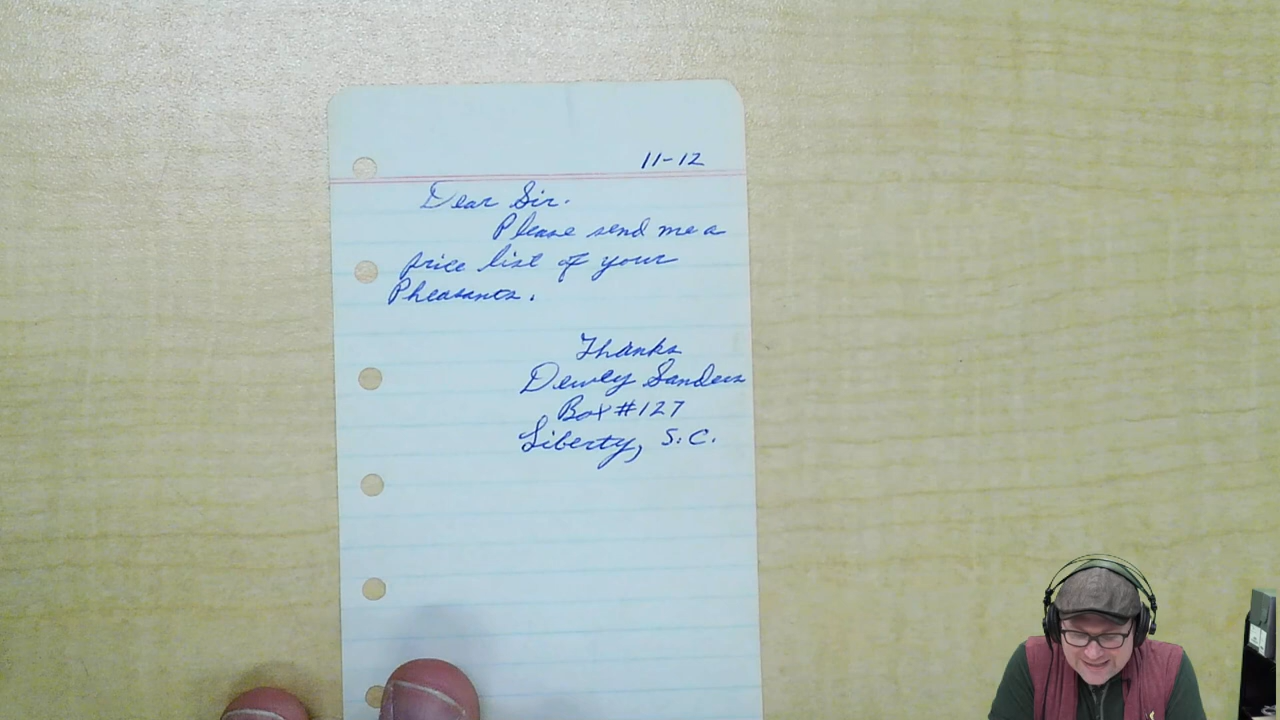 11-12
Dear Sir.
Please send me a
price list of your
Pheasants.
Thanks
Dewey Sanders
Box #127
Liberty, S.C.